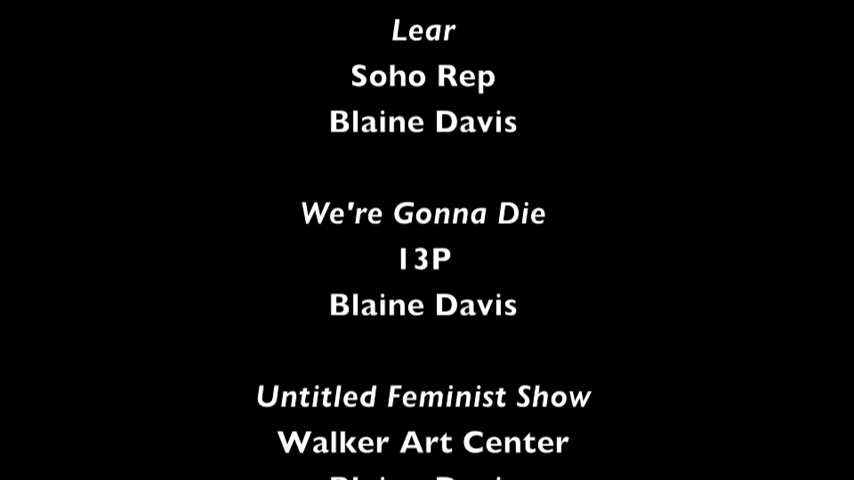 Lear
Soho Rep
Blaine Davis
We're Gonna Die
13P
Blaine Davis
Untitled Feminist Show
Walker Art Center